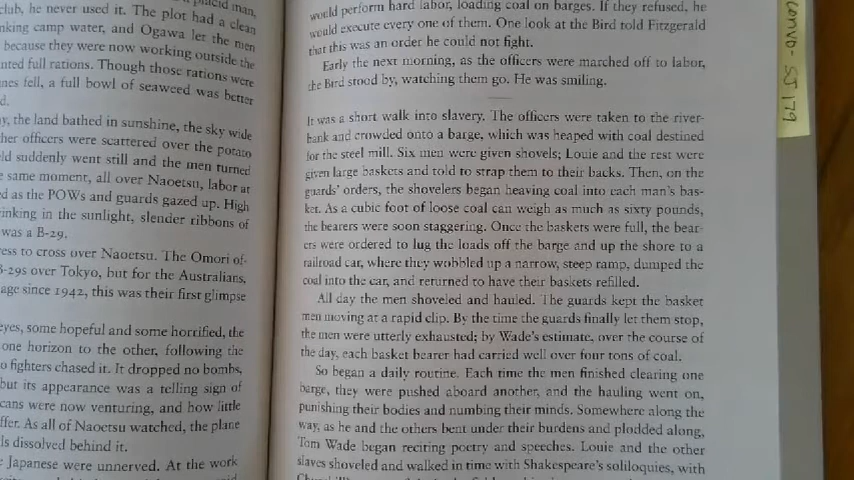 placid man,
club, he never used it. The plot had a clean
nking camp water, and Ogawa let the men
because they were now working outside the
nted full rations. Though those rations were
nes fell, a full bowl of seaweed was better
d.
y, the land bathed in sunshine, the sky wide
her officers were scattered over the potato
ld suddenly went still and the men turned
e same moment, all over Naoetsu, labor at
ed as the POWs and guards gazed up. High
inking in the sunlight, slender ribbons of
was a B-29.
ress to cross over Naoetsu. The Omori of-
B-29s over Tokyo, but for the Australians,
age since 1942, this was their first glimpse
eyes, some hopeful and some horrified, the
one horizon to the other, following the
o fighters chased it. It dropped no bombs,
but its appearance was a telling sign of
cans were now venturing, and how little
ffer. As all of Naoetsu watched, the plane
ls dissolved behind it.
Japanese were unnerved. At the work
would perform hard labor, loading coal on barges. If they refused, he
would execute every one of them. One look at the Bird told Fitzgerald
that this was an order he could not fight.
Early the next morning, as the officers were marched off to labor,
the Bird stood by, watching them go. He was smiling.
It was a short walk into slavery. The officers were taken to the river-
bank and crowded onto a barge, which was heaped with coal destined
for the steel mill. Six men were given shovels; Louie and the rest were
given large baskets and told to strap them to their backs. Then, on the
guards' orders, the shovelers began heaving coal into each man's bas-
ket. As a cubic foot of loose coal can weigh as much as sixty pounds,
the bearers were soon staggering. Once the baskets were full, the bear-
ers were ordered to lug the loads off the barge and up the shore to a
railroad car, where they wobbled up a narrow, steep ramp, dumped the
coal into the car, and returned to have their baskets refilled.
All day the men shoveled and hauled. The guards kept the basket
men moving at a rapid clip. By the time the guards finally let them stop,
the men were utterly exhausted; by Wade's estimate, over the course of
the day, each basket bearer had carried well over four tons of coal.
So began a daily routine. Each time the men finished clearing one
barge, they were pushed aboard another, and the hauling went on,
punishing their bodies and numbing their minds. Somewhere along the
way, as he and the others bent under their burdens and plodded along,
Tom Wade began reciting poetry and speeches. Louie and the other
slaves shoveled and walked in time with Shakespeare's soliloquies, with
convo- SJ 179